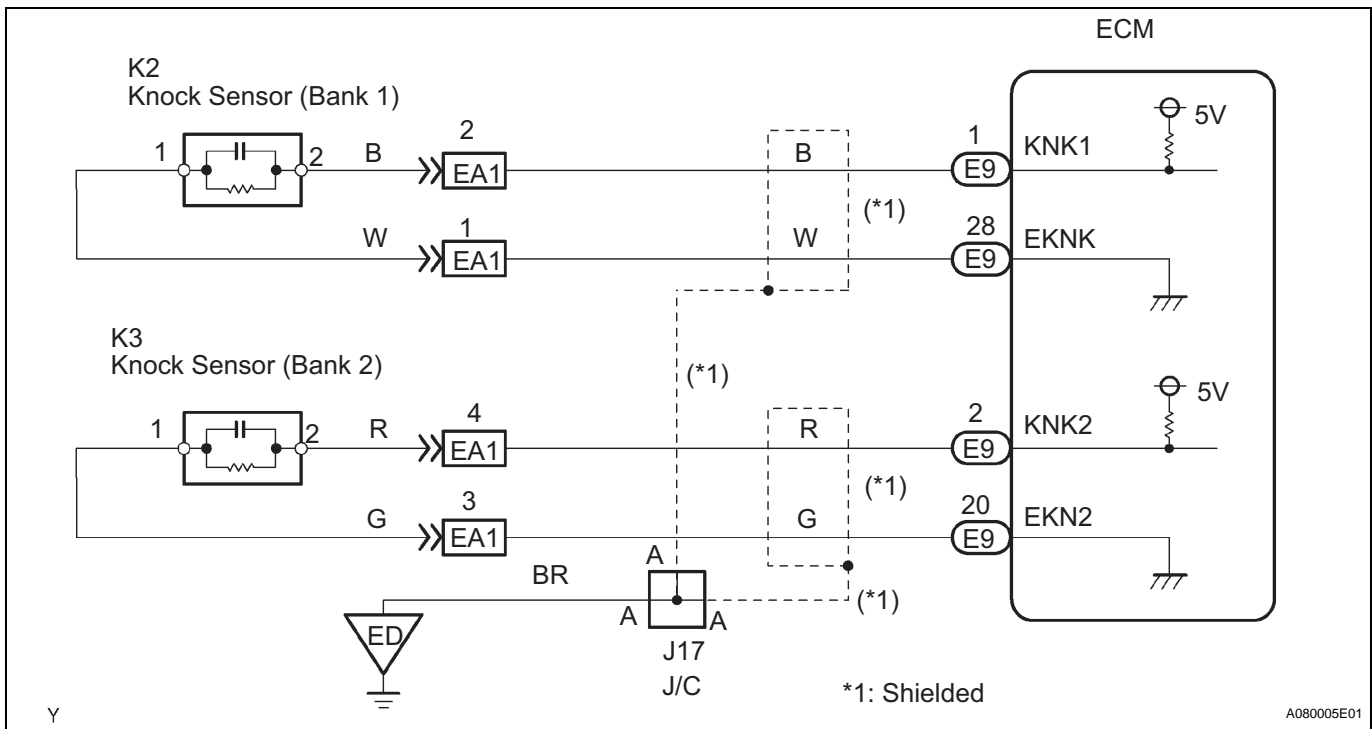 ECM
K2
Knock Sensor (Bank 1)
1
2
B
2
EA1
B
(*1)
1
E9
KNK1
5V
W
1
EA1
W
28
E9
EKNK
K3
Knock Sensor (Bank 2)
(*1)
1
2
R
4
EA1
R
(*1)
2
E9
KNK2
5V
G
3
EA1
G
20
E9
EKN2
BR
A
A
A
(*1)
ED
J17
J/C
*1: Shielded
Y
A080005E01